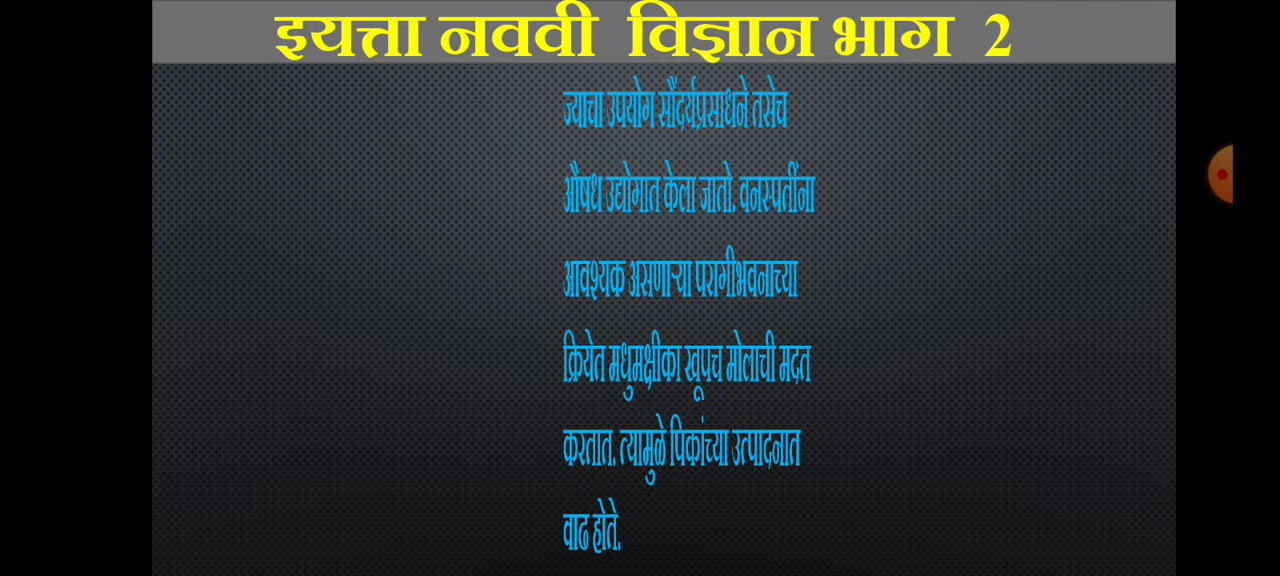 इयत्ता नववी विज्ञान भाग 2
ज्याचा उपयोग सौंदर्यप्रसाधने तसेच
औषध उद्योगात केला जातो. वनस्पतींना
आवश्यक असणाऱ्या परागीभवनाच्या
क्रियेत मधुमक्षीका खूपच मोलाची मदत
करतात. त्यामुळे पिकांच्या उत्पादनात
वाढ होते.